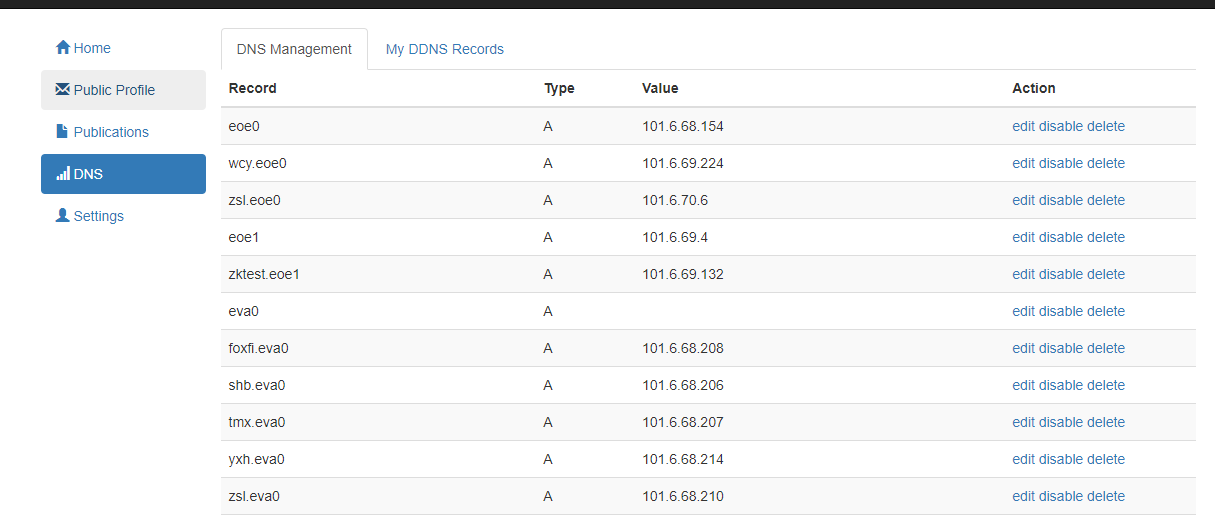 Home
Public Profile
Publications
DNS
Settings
DNS Management My DDNS Records
Record Type Value Action
eoe0 A 101.6.68.154 edit disable delete
wcy.eoe0 A 101.6.69.224 edit disable delete
zsl.eoe0 A 101.6.70.6 edit disable delete
eoe1 A 101.6.69.4 edit disable delete
zktest.eoe1 A 101.6.69.132 edit disable delete
eva0 A edit disable delete
foxfi.eva0 A 101.6.68.208 edit disable delete
shb.eva0 A 101.6.68.206 edit disable delete
tmx.eva0 A 101.6.68.207 edit disable delete
yxh.eva0 A 101.6.68.214 edit disable delete
zsl.eva0 A 101.6.68.210 edit disable delete